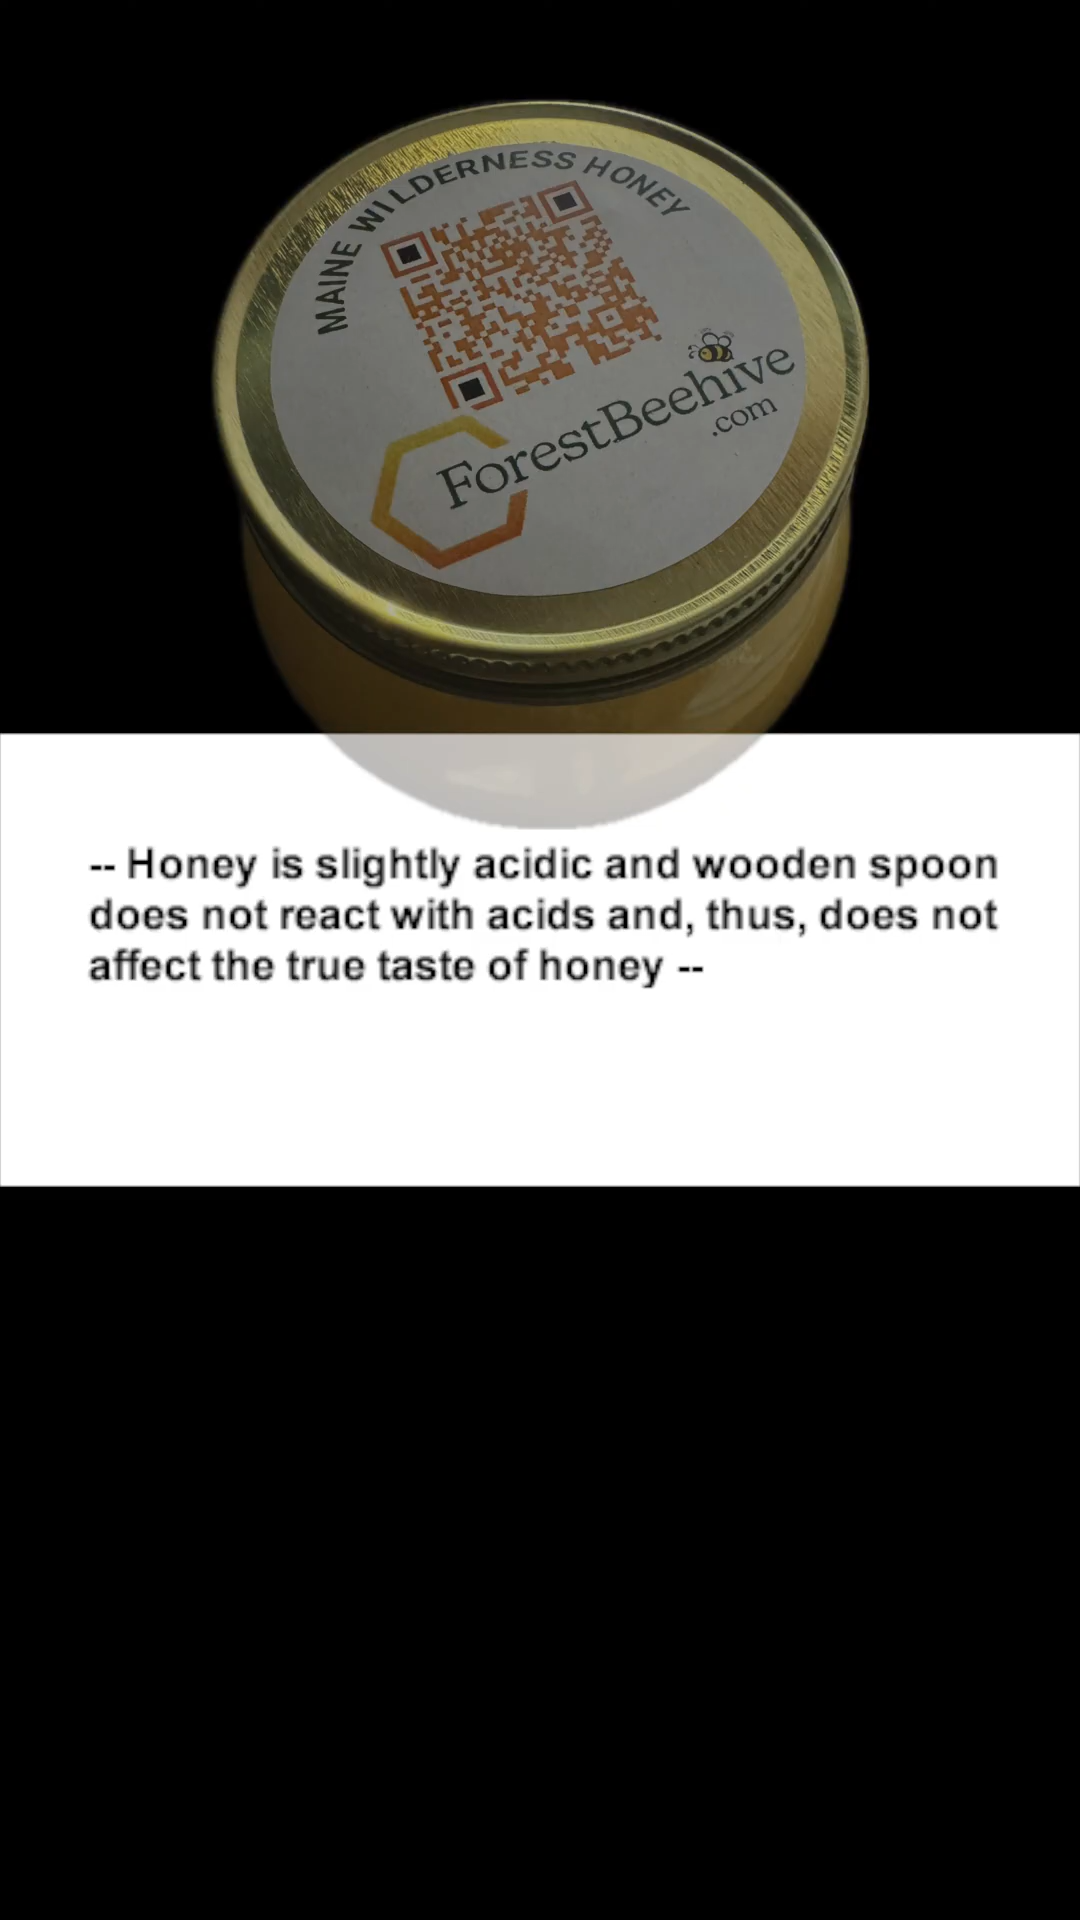 MAINE WILDERNESS HONEY
ForestBeehive
.com
-- Honey is slightly acidic and wooden spoon
does not react with acids and, thus, does not
affect the true taste of honey --